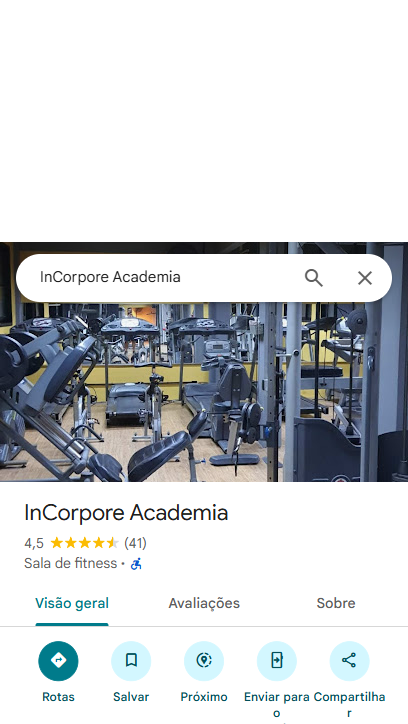 InCorpore Academia
InCorpore Academia
4,5 (41)
Sala de fitness ·
Visão geral Avaliações Sobre
Rotas Salvar Próximo Enviar para o Compartilhar